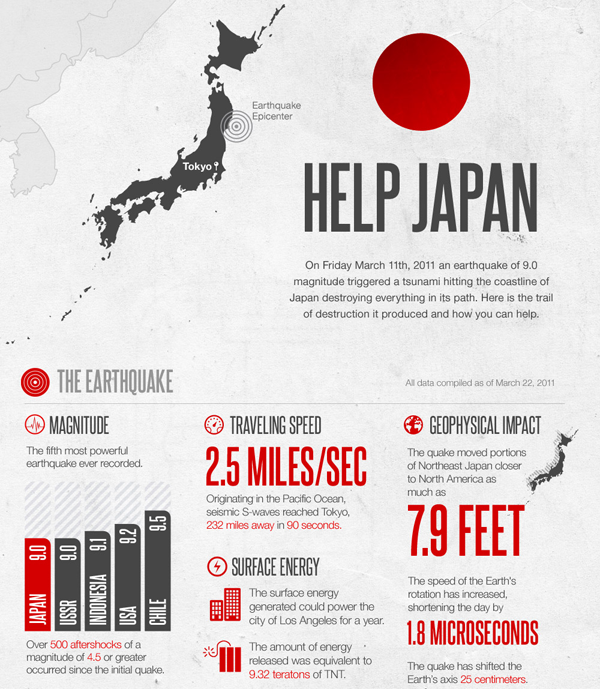 Earthquake
Epicenter
Tokyo
HELP JAPAN
On Friday March 11th, 2011 an earthquake of 9.0
magnitude triggered a tsunami hitting the coastline of
Japan destroying everything in its path. Here is the trail
of destruction it produced and how you can help.
THE EARTHQUAKE
All data compiled as of March 22, 2011
MAGNITUDE
The fifth most powerful
earthquake ever recorded.
JAPAN 9.0
USSR 9.0
INDONESIA 9.1
USA 9.2
CHILE 9.5
Over 500 aftershocks of a
magnitude of 4.5 or greater
occurred since the initial quake.
TRAVELING SPEED
2.5 MILES/SEC
Originating in the Pacific Ocean,
seismic S-waves reached Tokyo,
232 miles away in 90 seconds.
SURFACE ENERGY
The surface energy
generated could power the
city of Los Angeles for a year.
The amount of energy
released was equivalent to
9.32 teratons of TNT.
GEOPHYSICAL IMPACT
The quake moved portions
of Northeast Japan closer
to North America as
much as
7.9 FEET
The speed of the Earth's
rotation has increased,
shortening the day by
1.8 MICROSECONDS
The quake has shifted the
Earth's axis 25 centimeters.